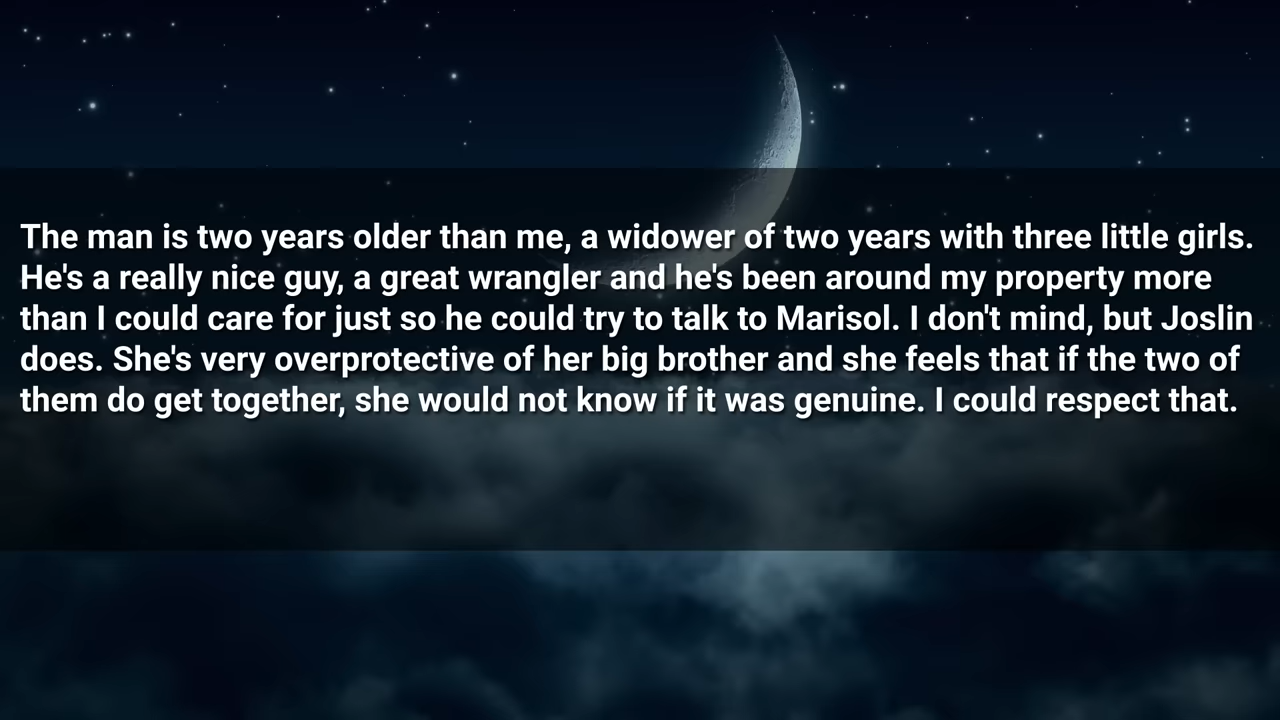 The man is two years older than me, a widower of two years with three little girls.
He's a really nice guy, a great wrangler and he's been around my property more
than I could care for just so he could try to talk to Marisol. I don't mind, but Joslin
does. She's very overprotective of her big brother and she feels that if the two of
them do get together, she would not know if it was genuine. I could respect that.